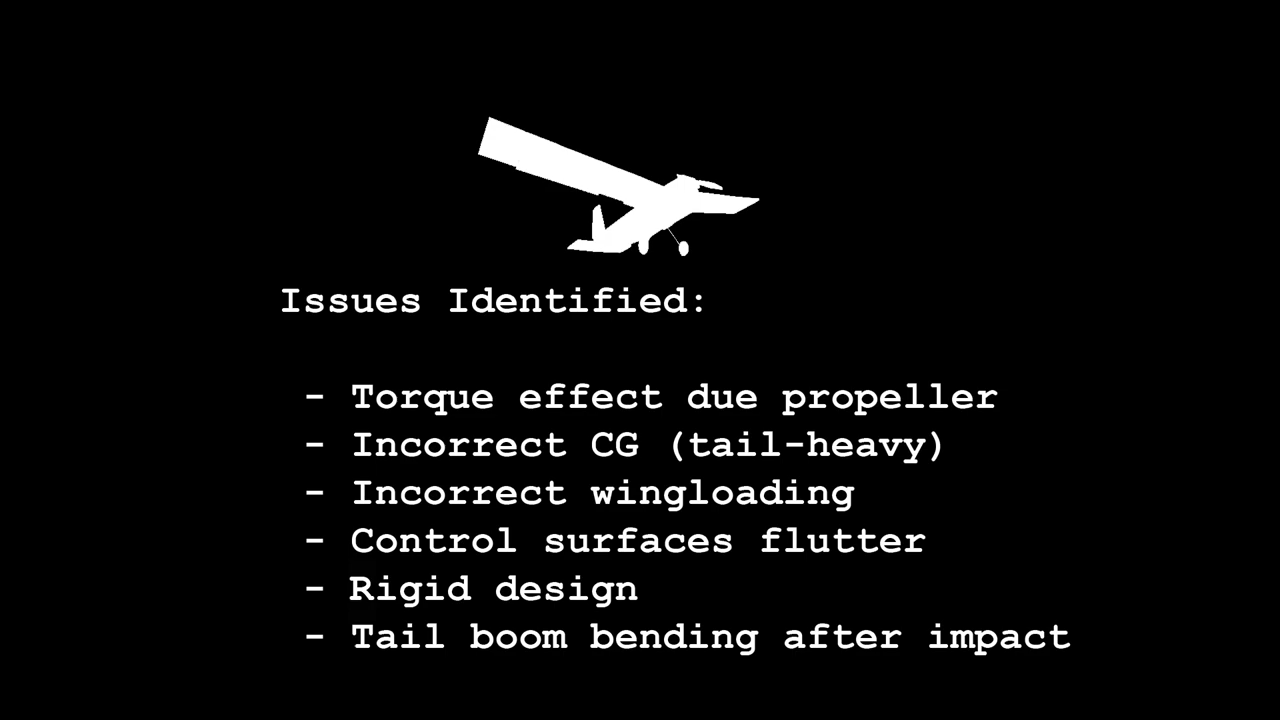 Issues Identified:
- Torque effect due propeller
- Incorrect CG (tail-heavy)
- Incorrect wingloading
- Control surfaces flutter
- Rigid design
- Tail boom bending after impact